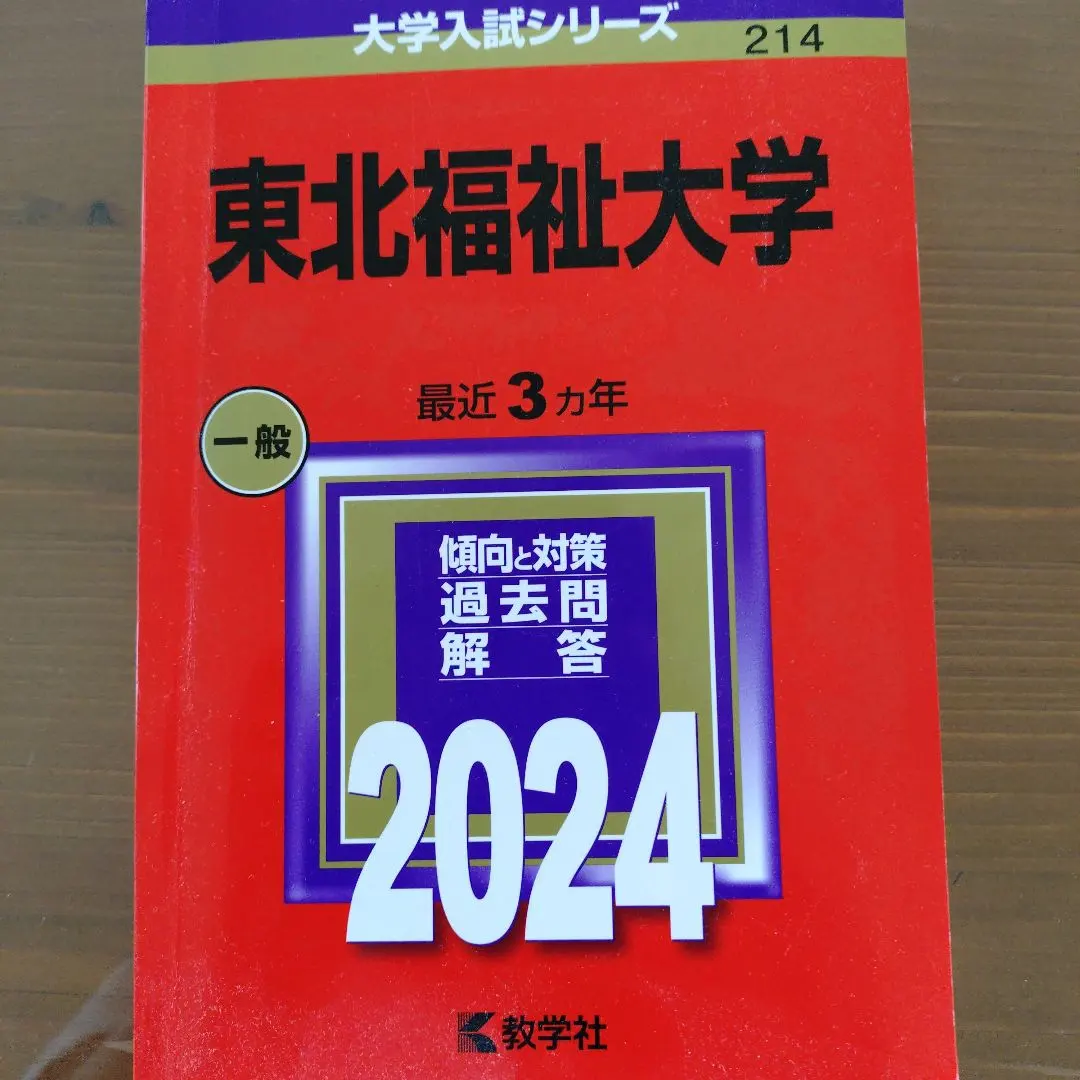 大学入試シリーズ
214
東北福祉大学
最近3カ年
一般
傾向と対策
過去問
解答
2024
教学社